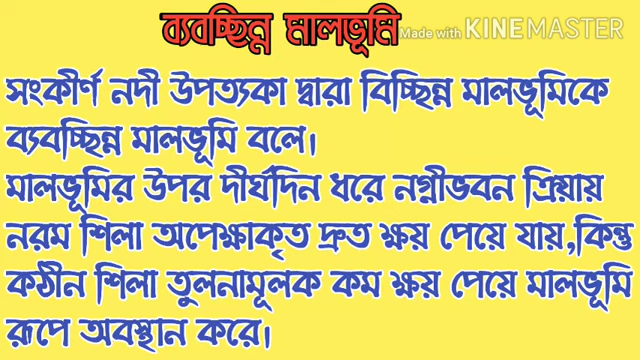 ব্যবচ্ছিন্ন মালভূমি
Made with KINEMASTER
সংকীর্ণ নদী উপত্যকা দ্বারা বিচ্ছিন্ন মালভূমিকে
ব্যবচ্ছিন্ন মালভূমি বলে।
মালভূমির উপর দীর্ঘদিন ধরে নগ্নীভবন ত্রিয়ায়
নরম শিলা অপেক্ষাকৃত দ্রুত ক্ষয় পেয়ে যায়,কিন্তু
কঠীন শিলা তুলনামূলক কম ক্ষয় পেয়ে মালভূমি
রূপে অবস্থান করে।